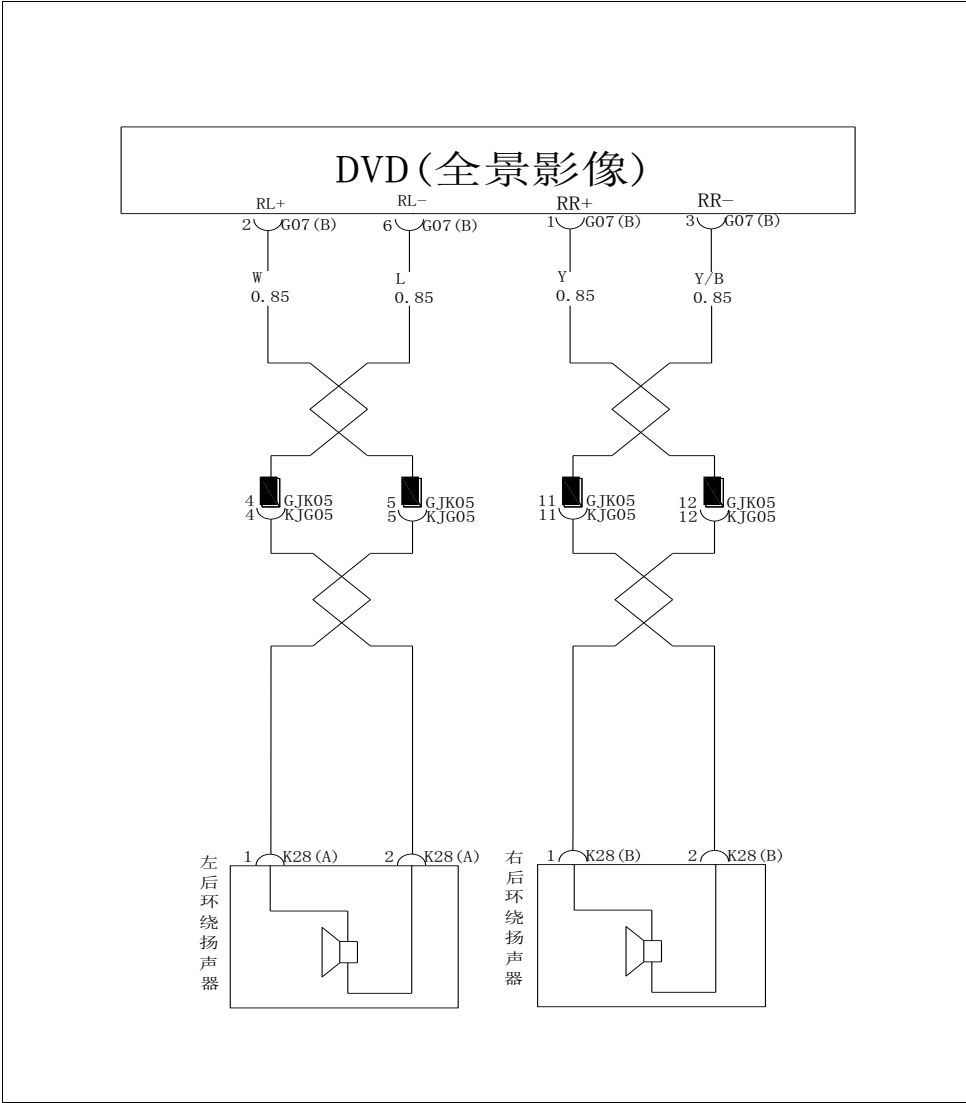 DVD(全景影像)
RL+
RL-
RR+
RR-
2 G07(B)
6 G07(B)
1 G07(B)
3 G07(B)
W
L
Y
Y/B
0.85
0.85
0.85
0.85
4 GJK05
5 GJK05
11 GJK05
12 GJK05
4 KJG05
5 KJG05
11 KJG05
12 KJG05
左后环绕扬声器
1 K28(A)
2 K28(A)
右后环绕扬声器
1 K28(B)
2 K28(B)